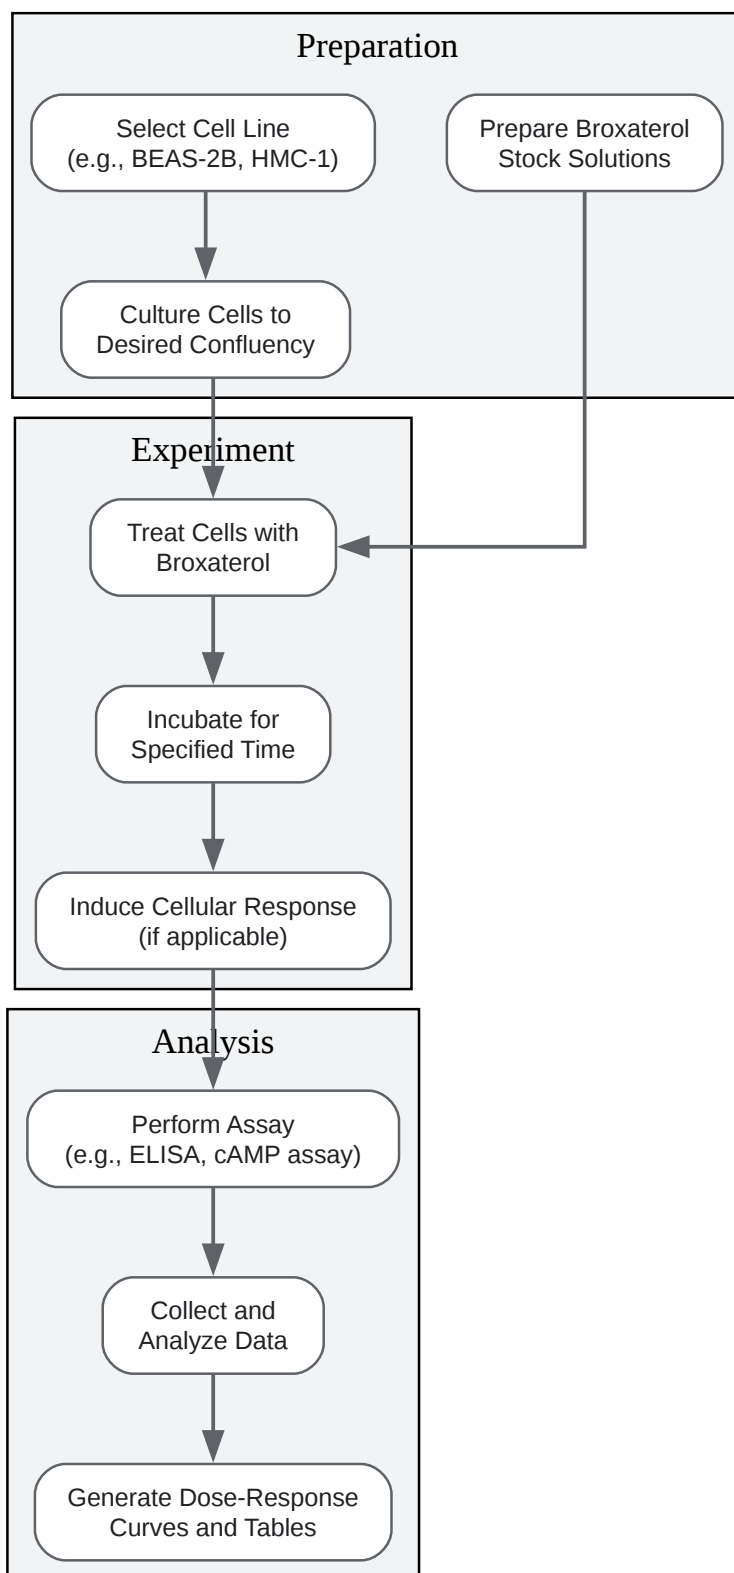 Preparation
Select Cell Line
(e.g., BEAS-2B, HMC-1)
Prepare Broxaterol
Stock Solutions
Culture Cells to
Desired Confluency
Experiment
Treat Cells with
Broxaterol
Incubate for
Specified Time
Induce Cellular Response
(if applicable)
Analysis
Perform Assay
(e.g., ELISA, cAMP assay)
Collect and
Analyze Data
Generate Dose-Response
Curves and Tables